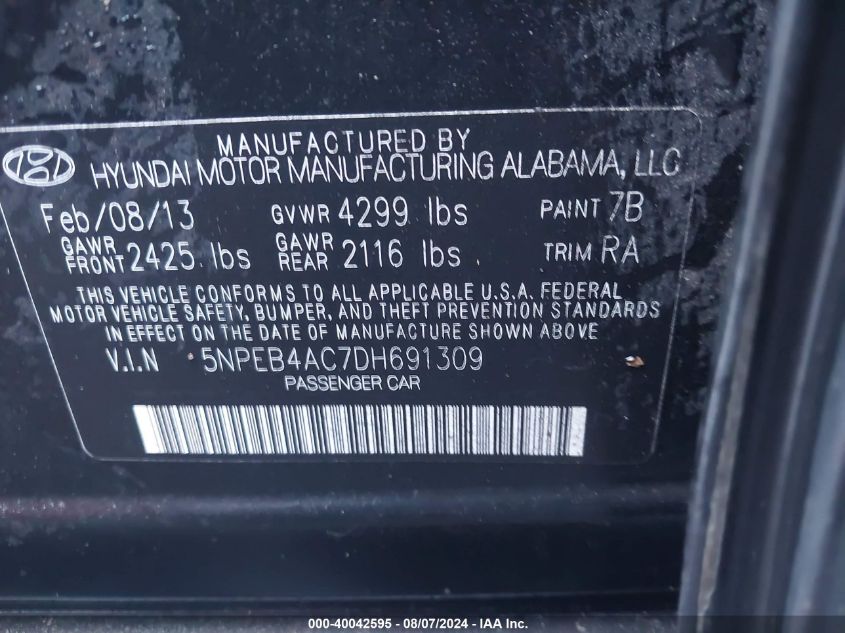 MANUFACTURED BY
HYUNDAI MOTOR MANUFACTURING ALABAMA, LLC
Feb/08/13 GVWR 4299 lbs PAINT 7B
GAWR FRONT 2425 lbs GAWR REAR 2116 lbs TRIM RA
THIS VEHICLE CONFORMS TO ALL APPLICABLE U.S.A. FEDERAL
MOTOR VEHICLE SAFETY, BUMPER, AND THEFT PREVENTION STANDARDS
IN EFFECT ON THE DATE OF MANUFACTURE SHOWN ABOVE.
V.I.N 5NPEB4AC7DH691309
PASSENGER CAR
000-40042595 - 08/07/2024 - IAA Inc.